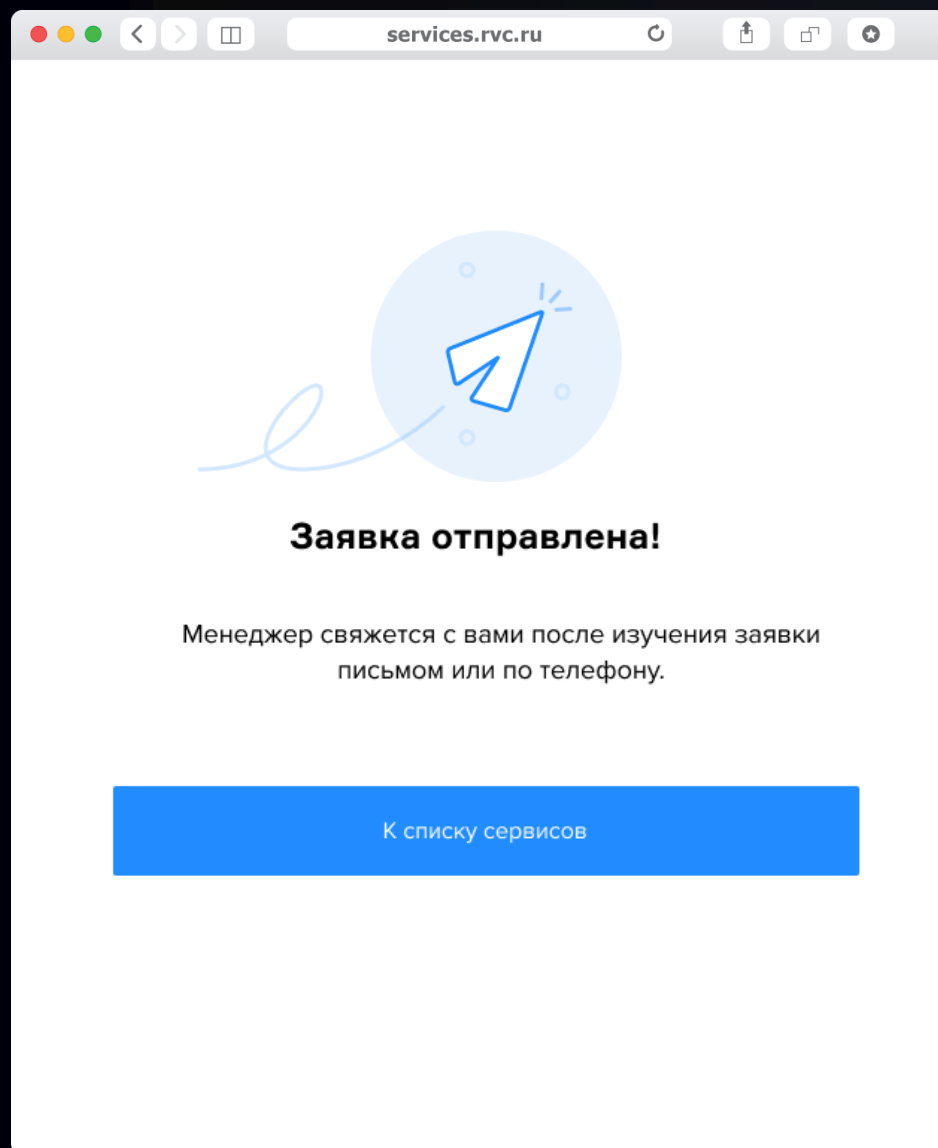 services.rvc.ru
Заявка отправлена!
Менеджер свяжется с вами после изучения заявки
письмом или по телефону.
К списку сервисов